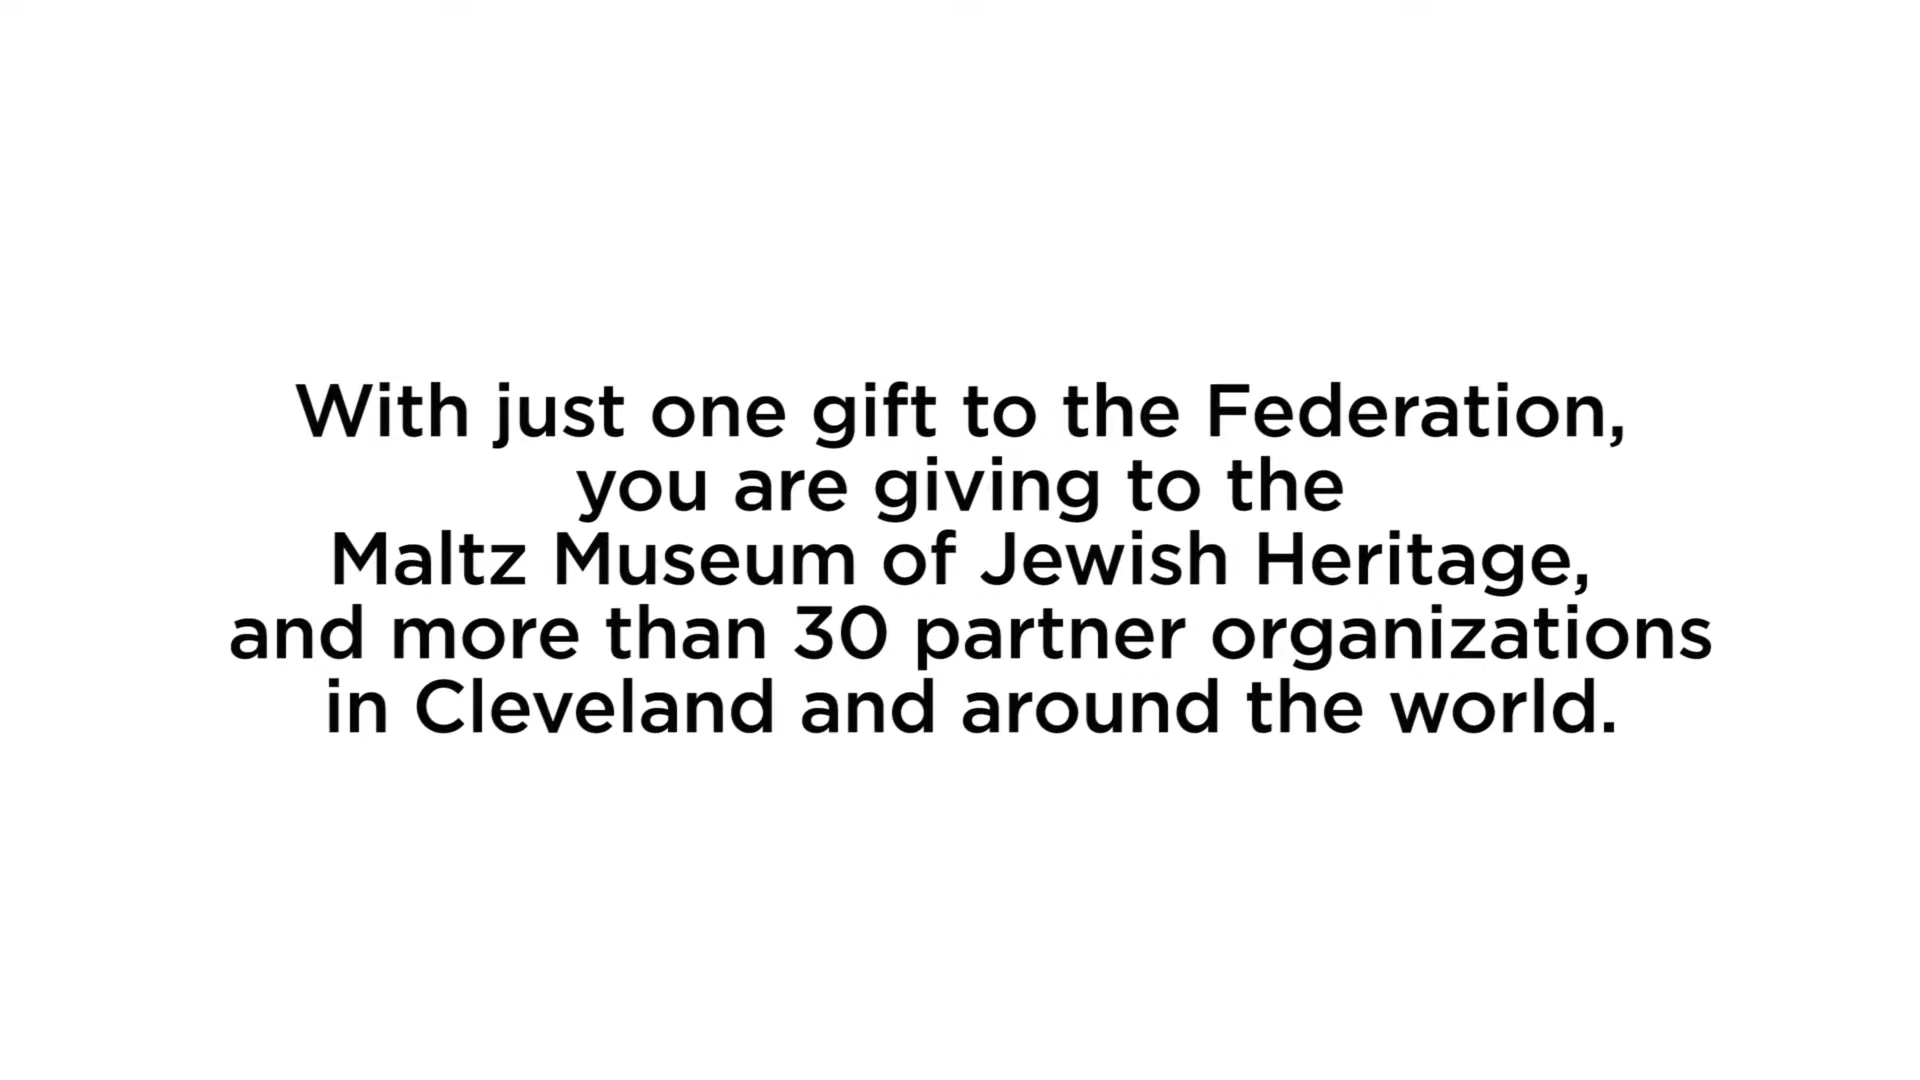 With just one gift to the Federation,
you are giving to the
Maltz Museum of Jewish Heritage,
and more than 30 partner organizations
in Cleveland and around the world.